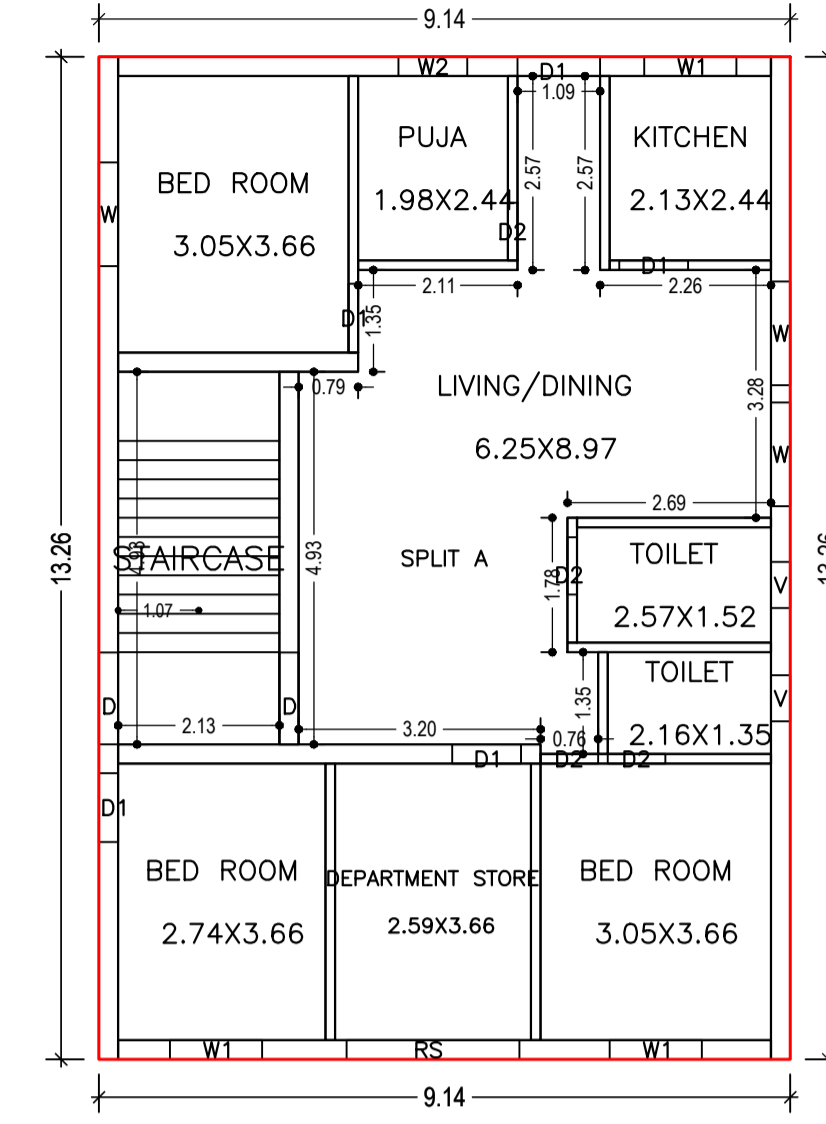 9.14
W2
D1
W1
1.09
PUJA
KITCHEN
BED ROOM
2.57
2.57
1.98X2.44
2.13X2.44
W
D2
3.05X3.66
D1
2.11
2.26
D1
1.35
W
0.79
LIVING/DINING
3.28
6.25X8.97
W
2.69
13.26
STAIRCASE
4.93
4.93
SPLIT A
TOILET
13.26
1.78
D2
V
1.07
2.57X1.52
TOILET
D
D
1.35
V
2.13
3.20
0.76
2.16X1.35
D1
D2
D2
D1
BED ROOM
DEPARTMENT STORE
BED ROOM
2.74X3.66
2.59X3.66
3.05X3.66
W1
RS
W1
9.14